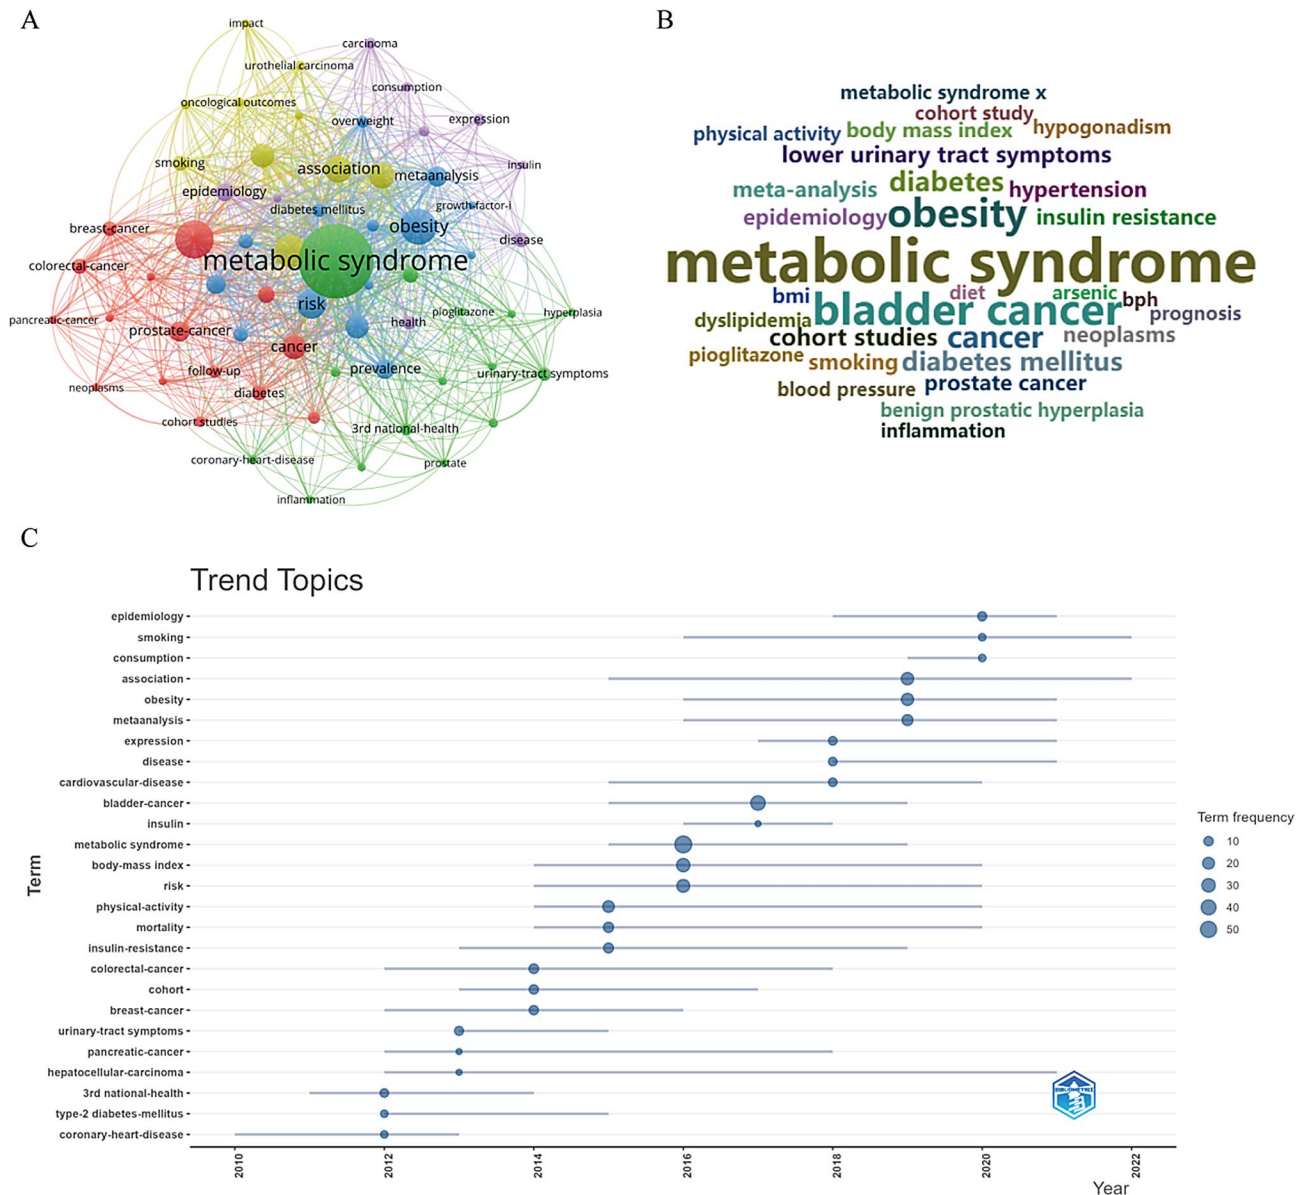 A
impact
carcinoma
urothelial carcinoma
consumption
oncological outcomes
overweight
expression
smoking
association
metaanalysis
insulin
epidemiology
diabetes mellitus
growth-factor-i
breast-cancer
obesity
disease
colorectal-cancer
metabolic syndrome
risk
pioglitazone
hyperplasia
pancreatic-cancer
health
prostate-cancer
cancer
follow-up
prevalence
urinary-tract symptoms
neoplasms
diabetes
cohort studies
3rd national-health
coronary-heart-disease
prostate
inflammation
B
metabolic syndrome x
cohort study
physical activity body mass index hypogonadism
lower urinary tract symptoms
meta-analysis diabetes hypertension
epidemiology obesity insulin resistance
metabolic syndrome
bmi diet arsenic bph
dyslipidemia bladder cancer prognosis
cohort studies cancer neoplasms
pioglitazone smoking diabetes mellitus
blood pressure prostate cancer
benign prostatic hyperplasia
inflammation
C
Trend Topics
Term
epidemiology
smoking
consumption
association
obesity
metaanalysis
expression
disease
cardiovascular-disease
bladder-cancer
insulin
metabolic syndrome
body-mass index
risk
physical-activity
mortality
insulin-resistance
colorectal-cancer
cohort
breast-cancer
urinary-tract symptoms
pancreatic-cancer
hepatocellular-carcinoma
3rd national-health
type-2 diabetes-mellitus
coronary-heart-disease
2010
2012
2014
2016
2018
2020
2022
Year
Term frequency
10
20
30
40
50
BIBLIOMETRIX